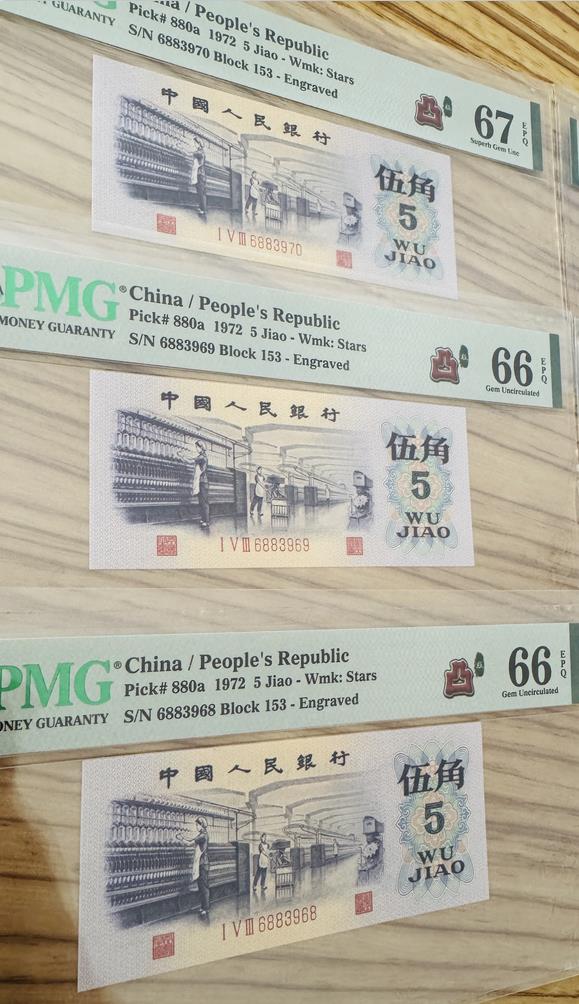 China / People's Republic
Pick# 880a 1972 5 Jiao - Wmk: Stars
S/N 6883970 Block 153 - Engraved
GUARANTY
凸
67
EPQ
Superb Gem Unc
中國人民銀行
伍角
5
WU
JIAO
I V III 6883970
PMG®
MONEY GUARANTY
China / People's Republic
Pick# 880a 1972 5 Jiao - Wmk: Stars
S/N 6883969 Block 153 - Engraved
凸
66
EPQ
Gem Uncirculated
中國人民銀行
伍角
5
WU
JIAO
I V III 6883969
PMG®
ONEY GUARANTY
China / People's Republic
Pick# 880a 1972 5 Jiao - Wmk: Stars
S/N 6883968 Block 153 - Engraved
凸
66
EPQ
Gem Uncirculated
中國人民銀行
伍角
5
WU
JIAO
I V III 6883968